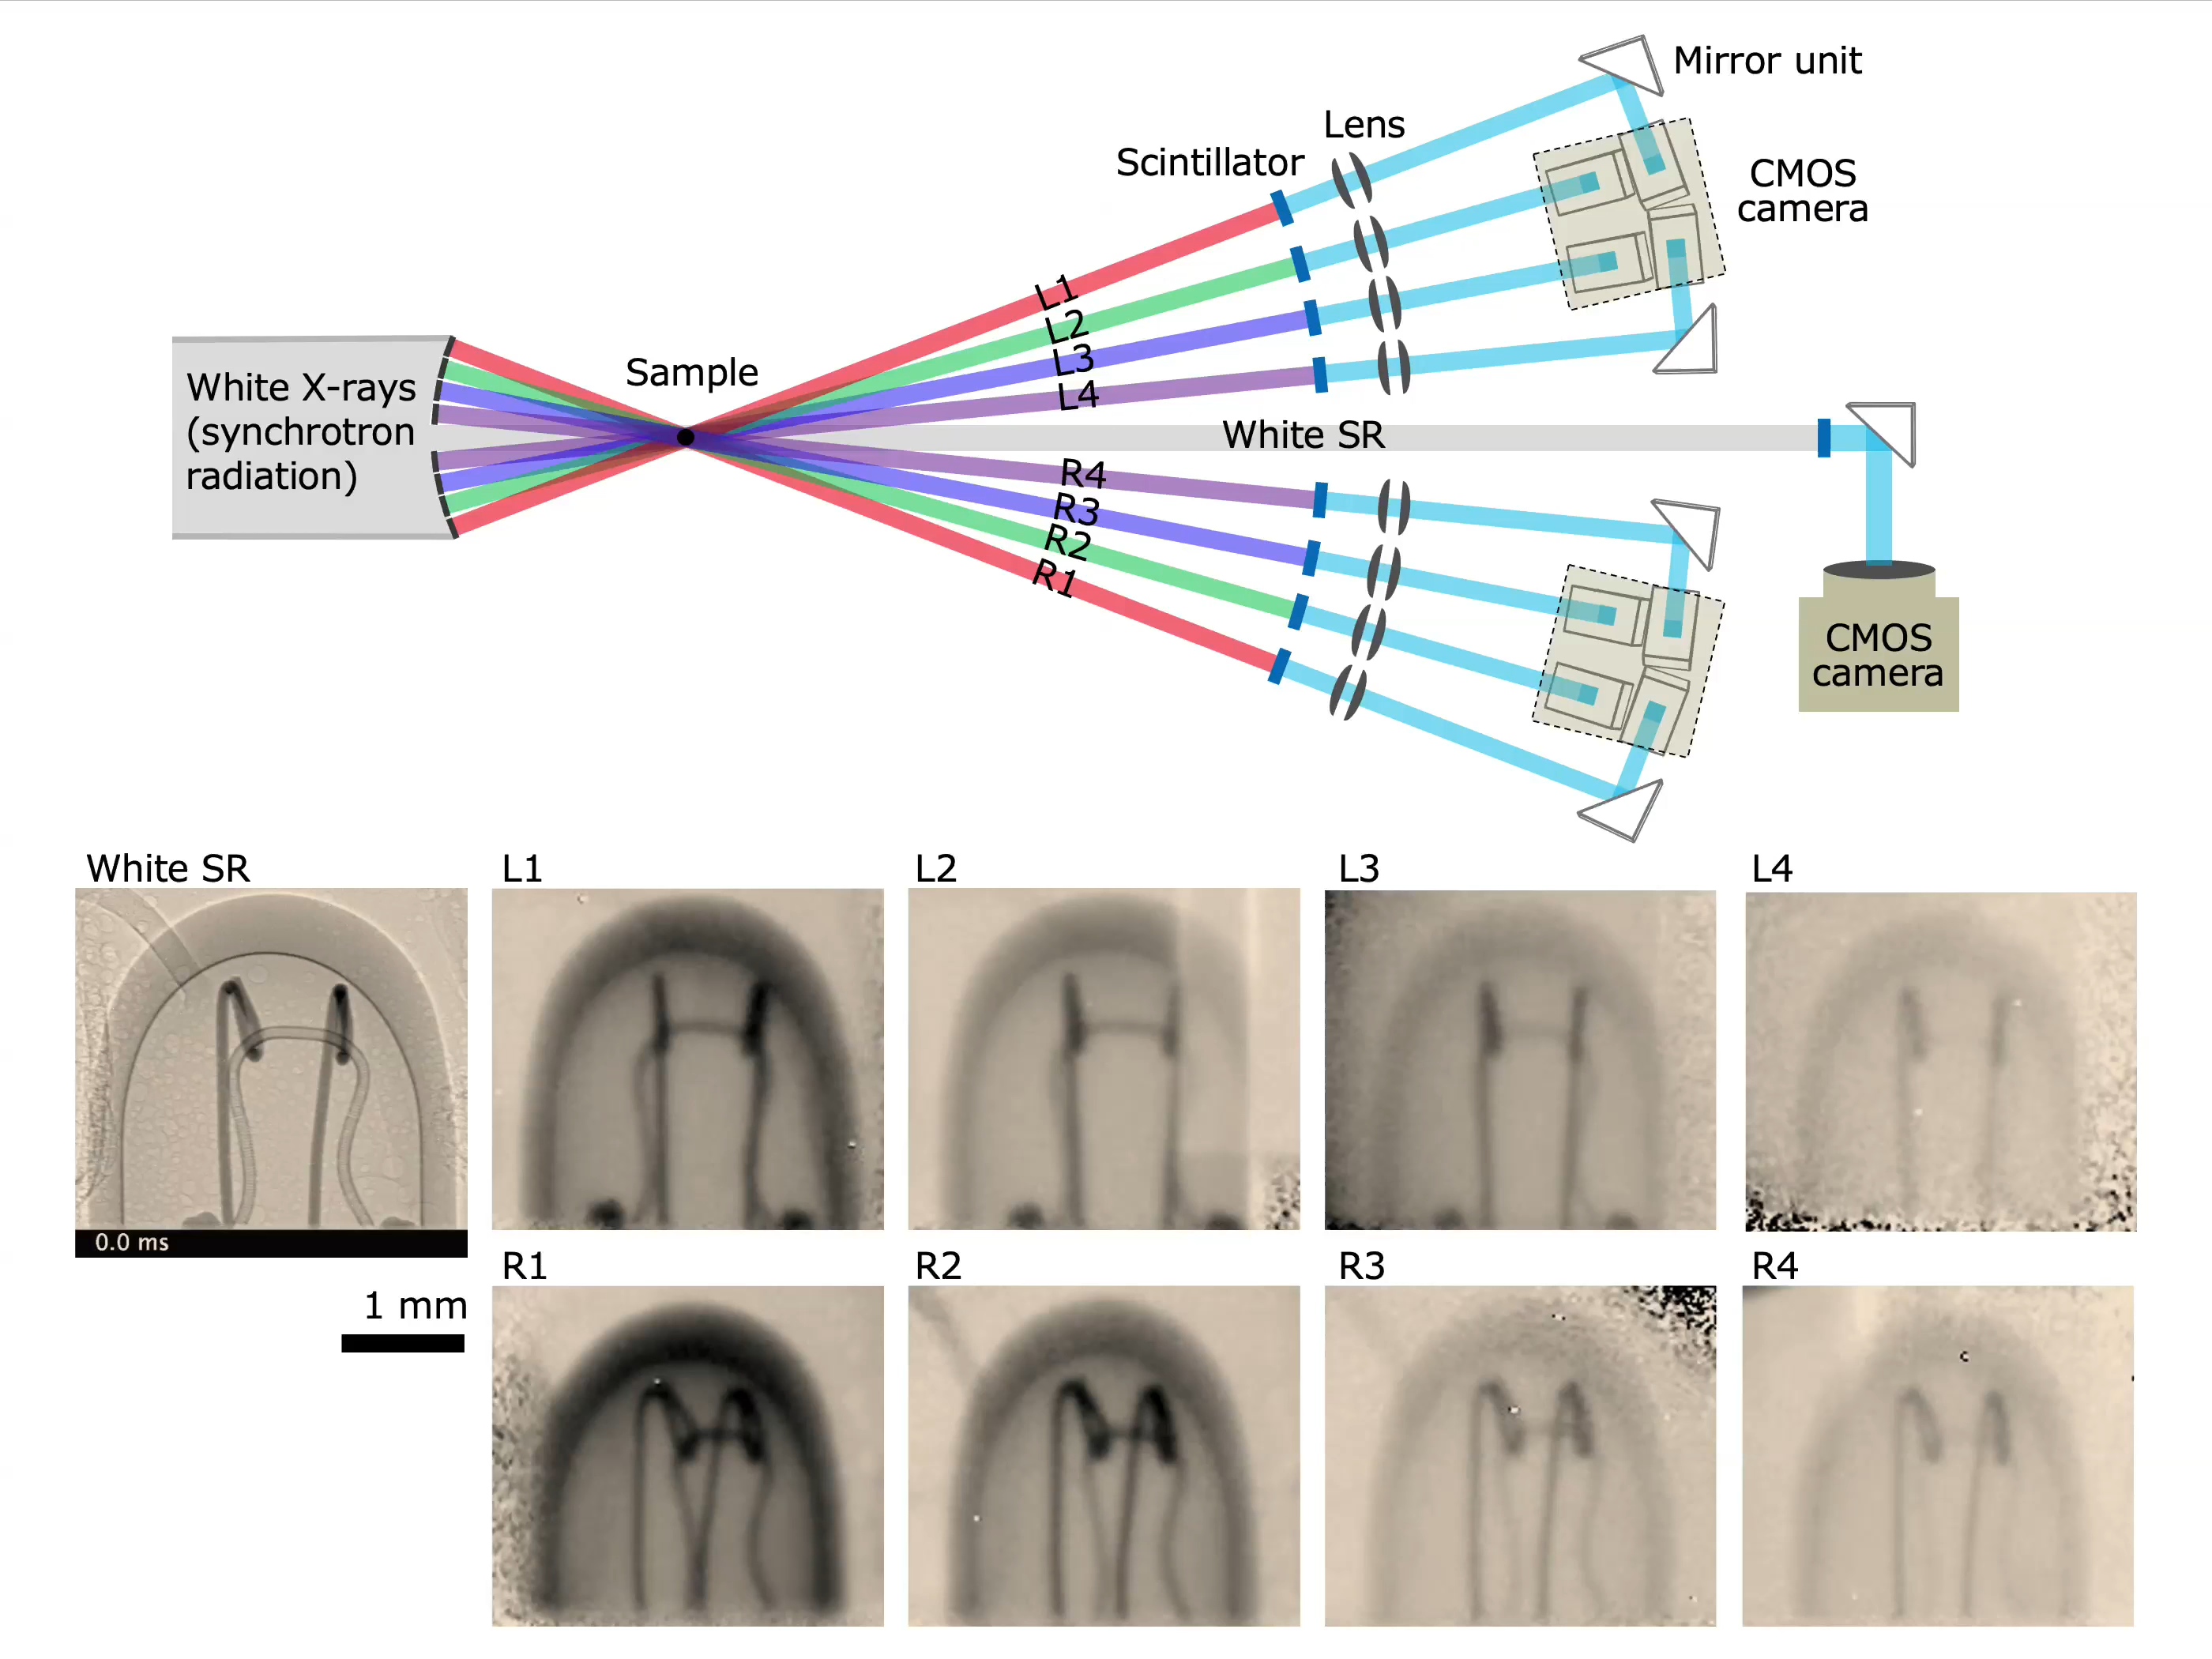 Mirror unit
Lens
Scintillator
CMOS
camera
L1
L2
L3
L4
Sample
White X-rays
(synchrotron
radiation)
White SR
R4
R3
R2
R1
CMOS
camera
White SR
L1
L2
L3
L4
0.0 ms
R1
R2
R3
R4
1 mm